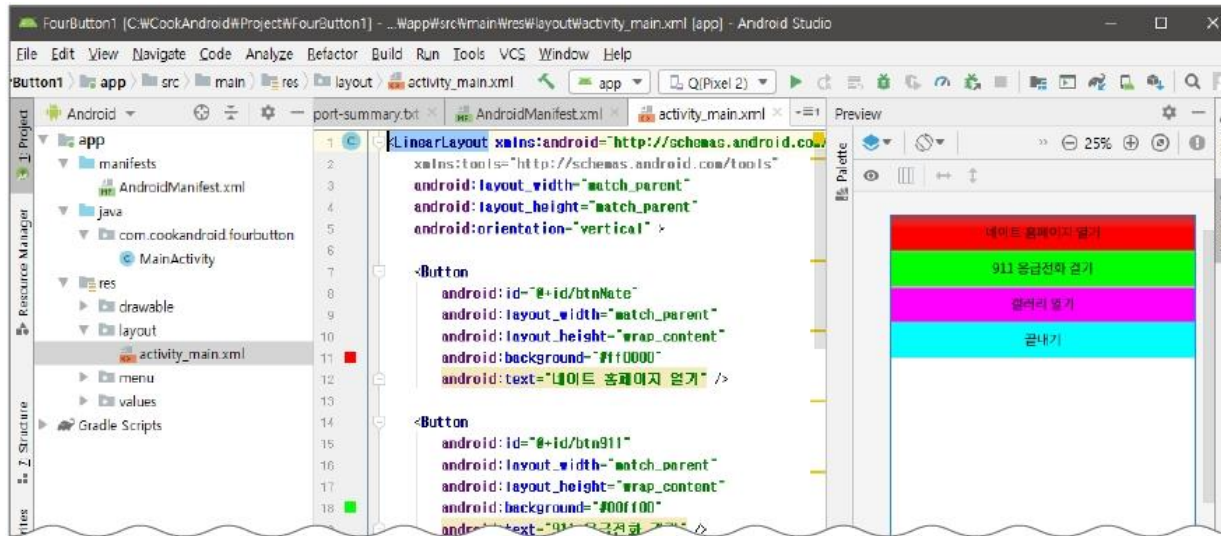 FourButton1 [C:₩CookAndroid₩Project₩FourButton1] - ...₩app₩src₩main₩res₩layout₩activity_main.xml [app] - Android Studio
File Edit View Navigate Code Analyze Refactor Build Run Tools VCS Window Help
Button1 app src main res layout activity_main.xml app Q(Pixel 2)
Android port-summary.txt AndroidManifest.xml activity_main.xml Preview
1: Project
Resource Manager
Z: Structure
app
manifests
AndroidManifest.xml
java
com.cookandroid.fourbutton
MainActivity
res
drawable
layout
activity_main.xml
menu
values
Gradle Scripts
1 <LinearLayout xmlns:android="http://schemas.android.com/
2 xmlns:tools="http://schemas.android.com/tools"
3 android:layout_width="match_parent"
4 android:layout_height="match_parent"
5 android:orientation="vertical" >
6
7 <Button
8 android:id="@+id/btnNate"
9 android:layout_width="match_parent"
10 android:layout_height="wrap_content"
11 android:background="#ff0000"
12 android:text="네이트 홈페이지 열기" />
13
14 <Button
15 android:id="@+id/btn911"
16 android:layout_width="match_parent"
17 android:layout_height="wrap_content"
18 android:background="#00ff00"
android:text="911 응급전화 걸기" />
Palette
25%
네이트 홈페이지 열기
911 응급전화 걸기
갤러리 열기
끝내기